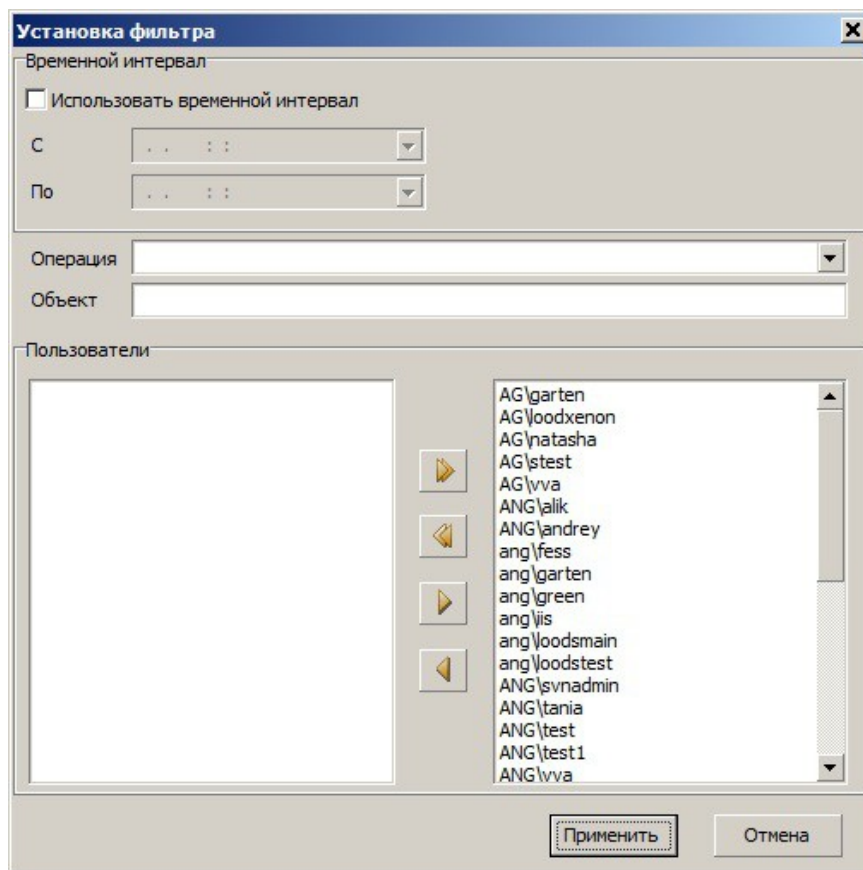 Установка фильтра
Временной интервал
Использовать временной интервал
С . . : :
По . . : :
Операция
Объект
Пользователи
AG\garten
AG\loodxenon
AG\natasha
AG\stest
AG\vva
ANG\alik
ANG\andrey
ang\fess
ang\garten
ang\green
ang\iis
ang\loodsmain
ang\loodstest
ANG\svnadmin
ANG\tania
ANG\test
ANG\test1
ANG\vva
Применить Отмена